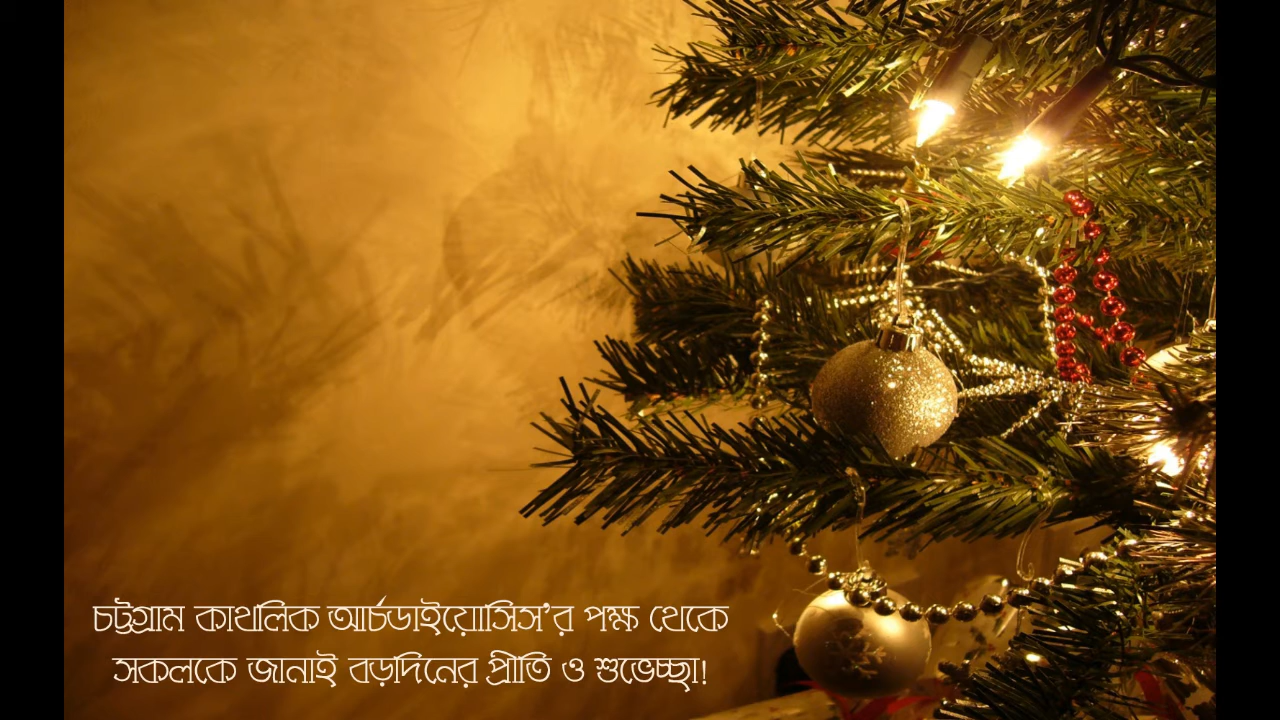 চট্টগ্রাম কাথলিক আর্চডাইয়োসিস’র পক্ষ থেকে
সকলকে জানাই বড়দিনের প্রীতি ও শুভেচ্ছা!